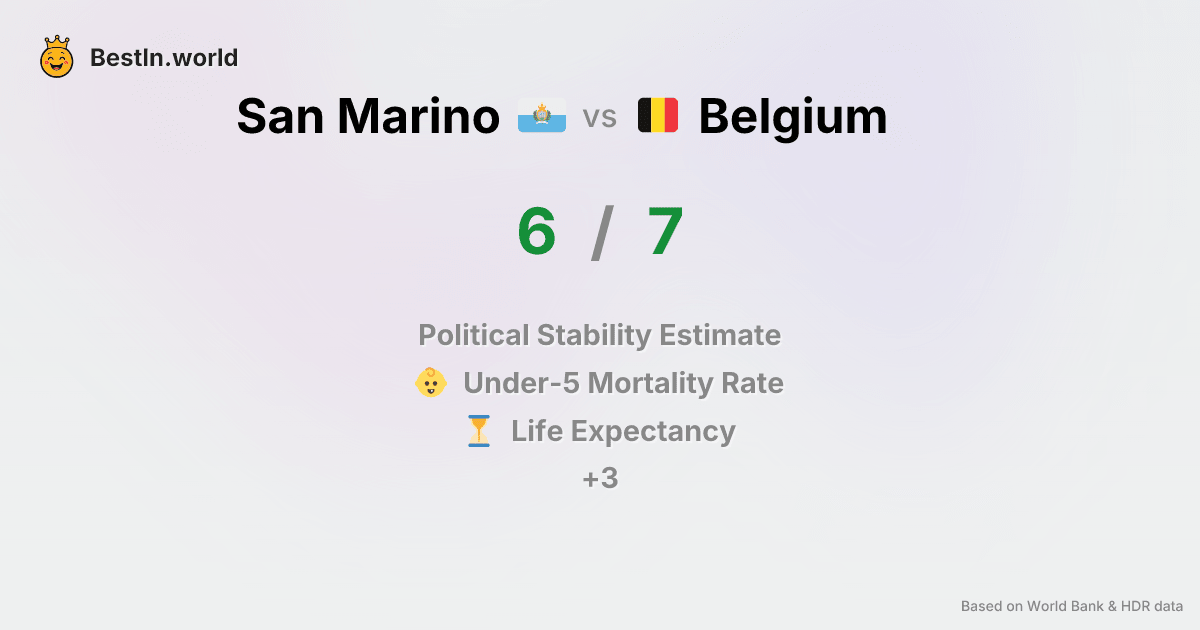 BestIn.world
San Marino vs Belgium
6 / 7
Political Stability Estimate
Under-5 Mortality Rate
Life Expectancy
+3
Based on World Bank & HDR data